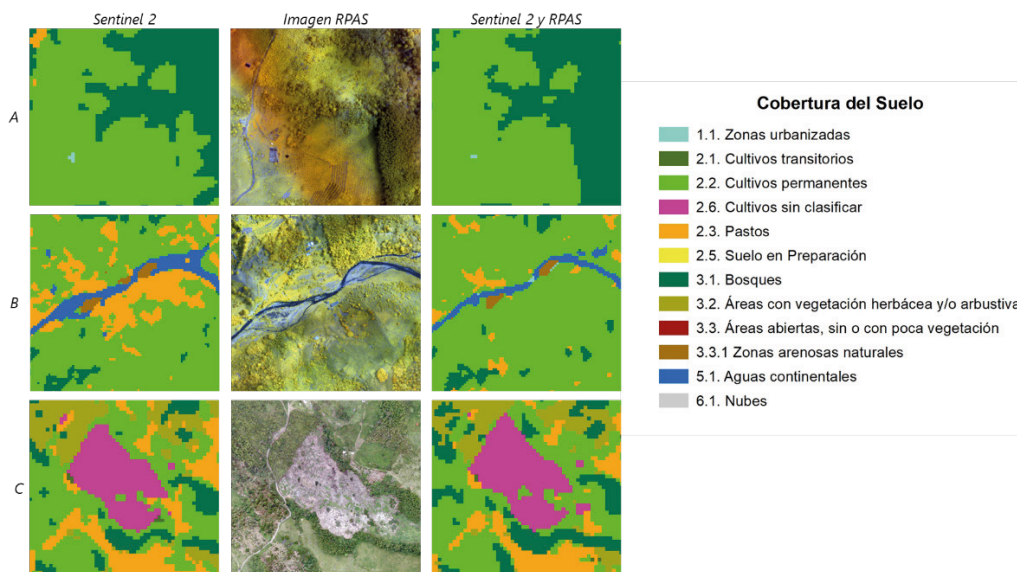 Sentinel 2
Imagen RPAS
Sentinel 2 y RPAS
A
B
C
Cobertura del Suelo
1.1. Zonas urbanizadas
2.1. Cultivos transitorios
2.2. Cultivos permanentes
2.6. Cultivos sin clasificar
2.3. Pastos
2.5. Suelo en Preparación
3.1. Bosques
3.2. Áreas con vegetación herbácea y/o arbustiva
3.3. Áreas abiertas, sin o con poca vegetación
3.3.1 Zonas arenosas naturales
5.1. Aguas continentales
6.1. Nubes